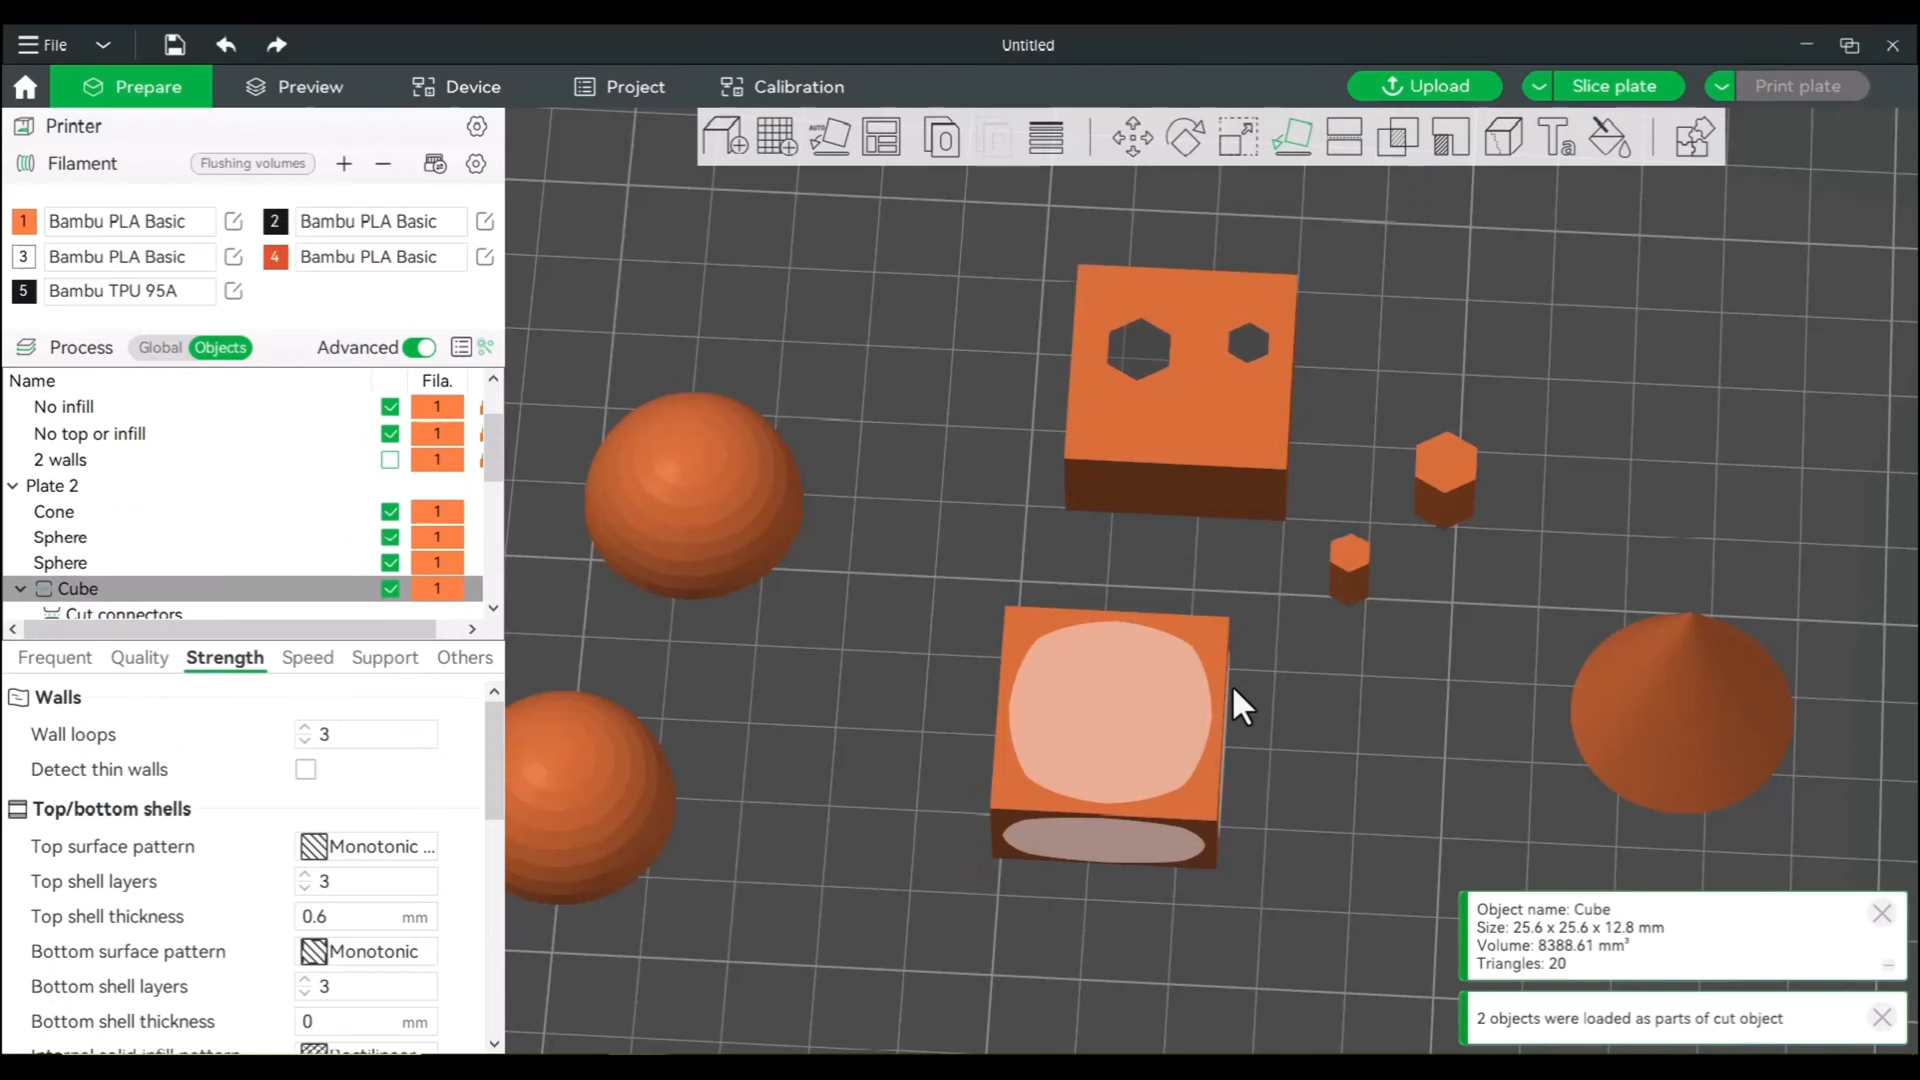 File
Untitled
Prepare
Preview
Device
Project
Calibration
Upload
Slice plate
Print plate
Printer
Filament
Flushing volumes
1 Bambu PLA Basic
2 Bambu PLA Basic
3 Bambu PLA Basic
4 Bambu PLA Basic
5 Bambu TPU 95A
Process
Global
Objects
Advanced
AUTO
Ta
Name
Fila.
No infill 1
No top or infill 1
2 walls 1
Plate 2
Cone 1
Sphere 1
Sphere 1
Cube 1
Cut connectors
Frequent
Quality
Strength
Speed
Support
Others
Walls
Wall loops 3
Detect thin walls
Top/bottom shells
Top surface pattern Monotonic ...
Top shell layers 3
Top shell thickness 0.6 mm
Bottom surface pattern Monotonic
Bottom shell layers 3
Bottom shell thickness 0 mm
Object name: Cube
Size: 25.6 x 25.6 x 12.8 mm
Volume: 8388.61 mm³
Triangles: 20
2 objects were loaded as parts of cut object